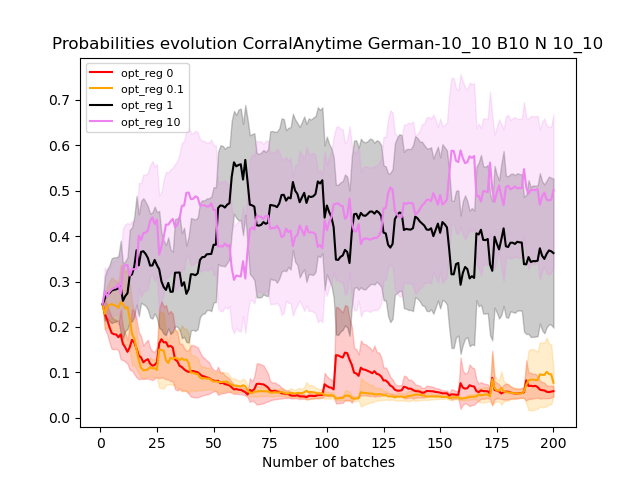 Probabilities evolution CorralAnytime German-10_10 B10 N 10_10
opt_reg 0
opt_reg 0.1
opt_reg 1
opt_reg 10
0.7
0.6
0.5
0.4
0.3
0.2
0.1
0.0
0 25 50 75 100 125 150 175 200
Number of batches